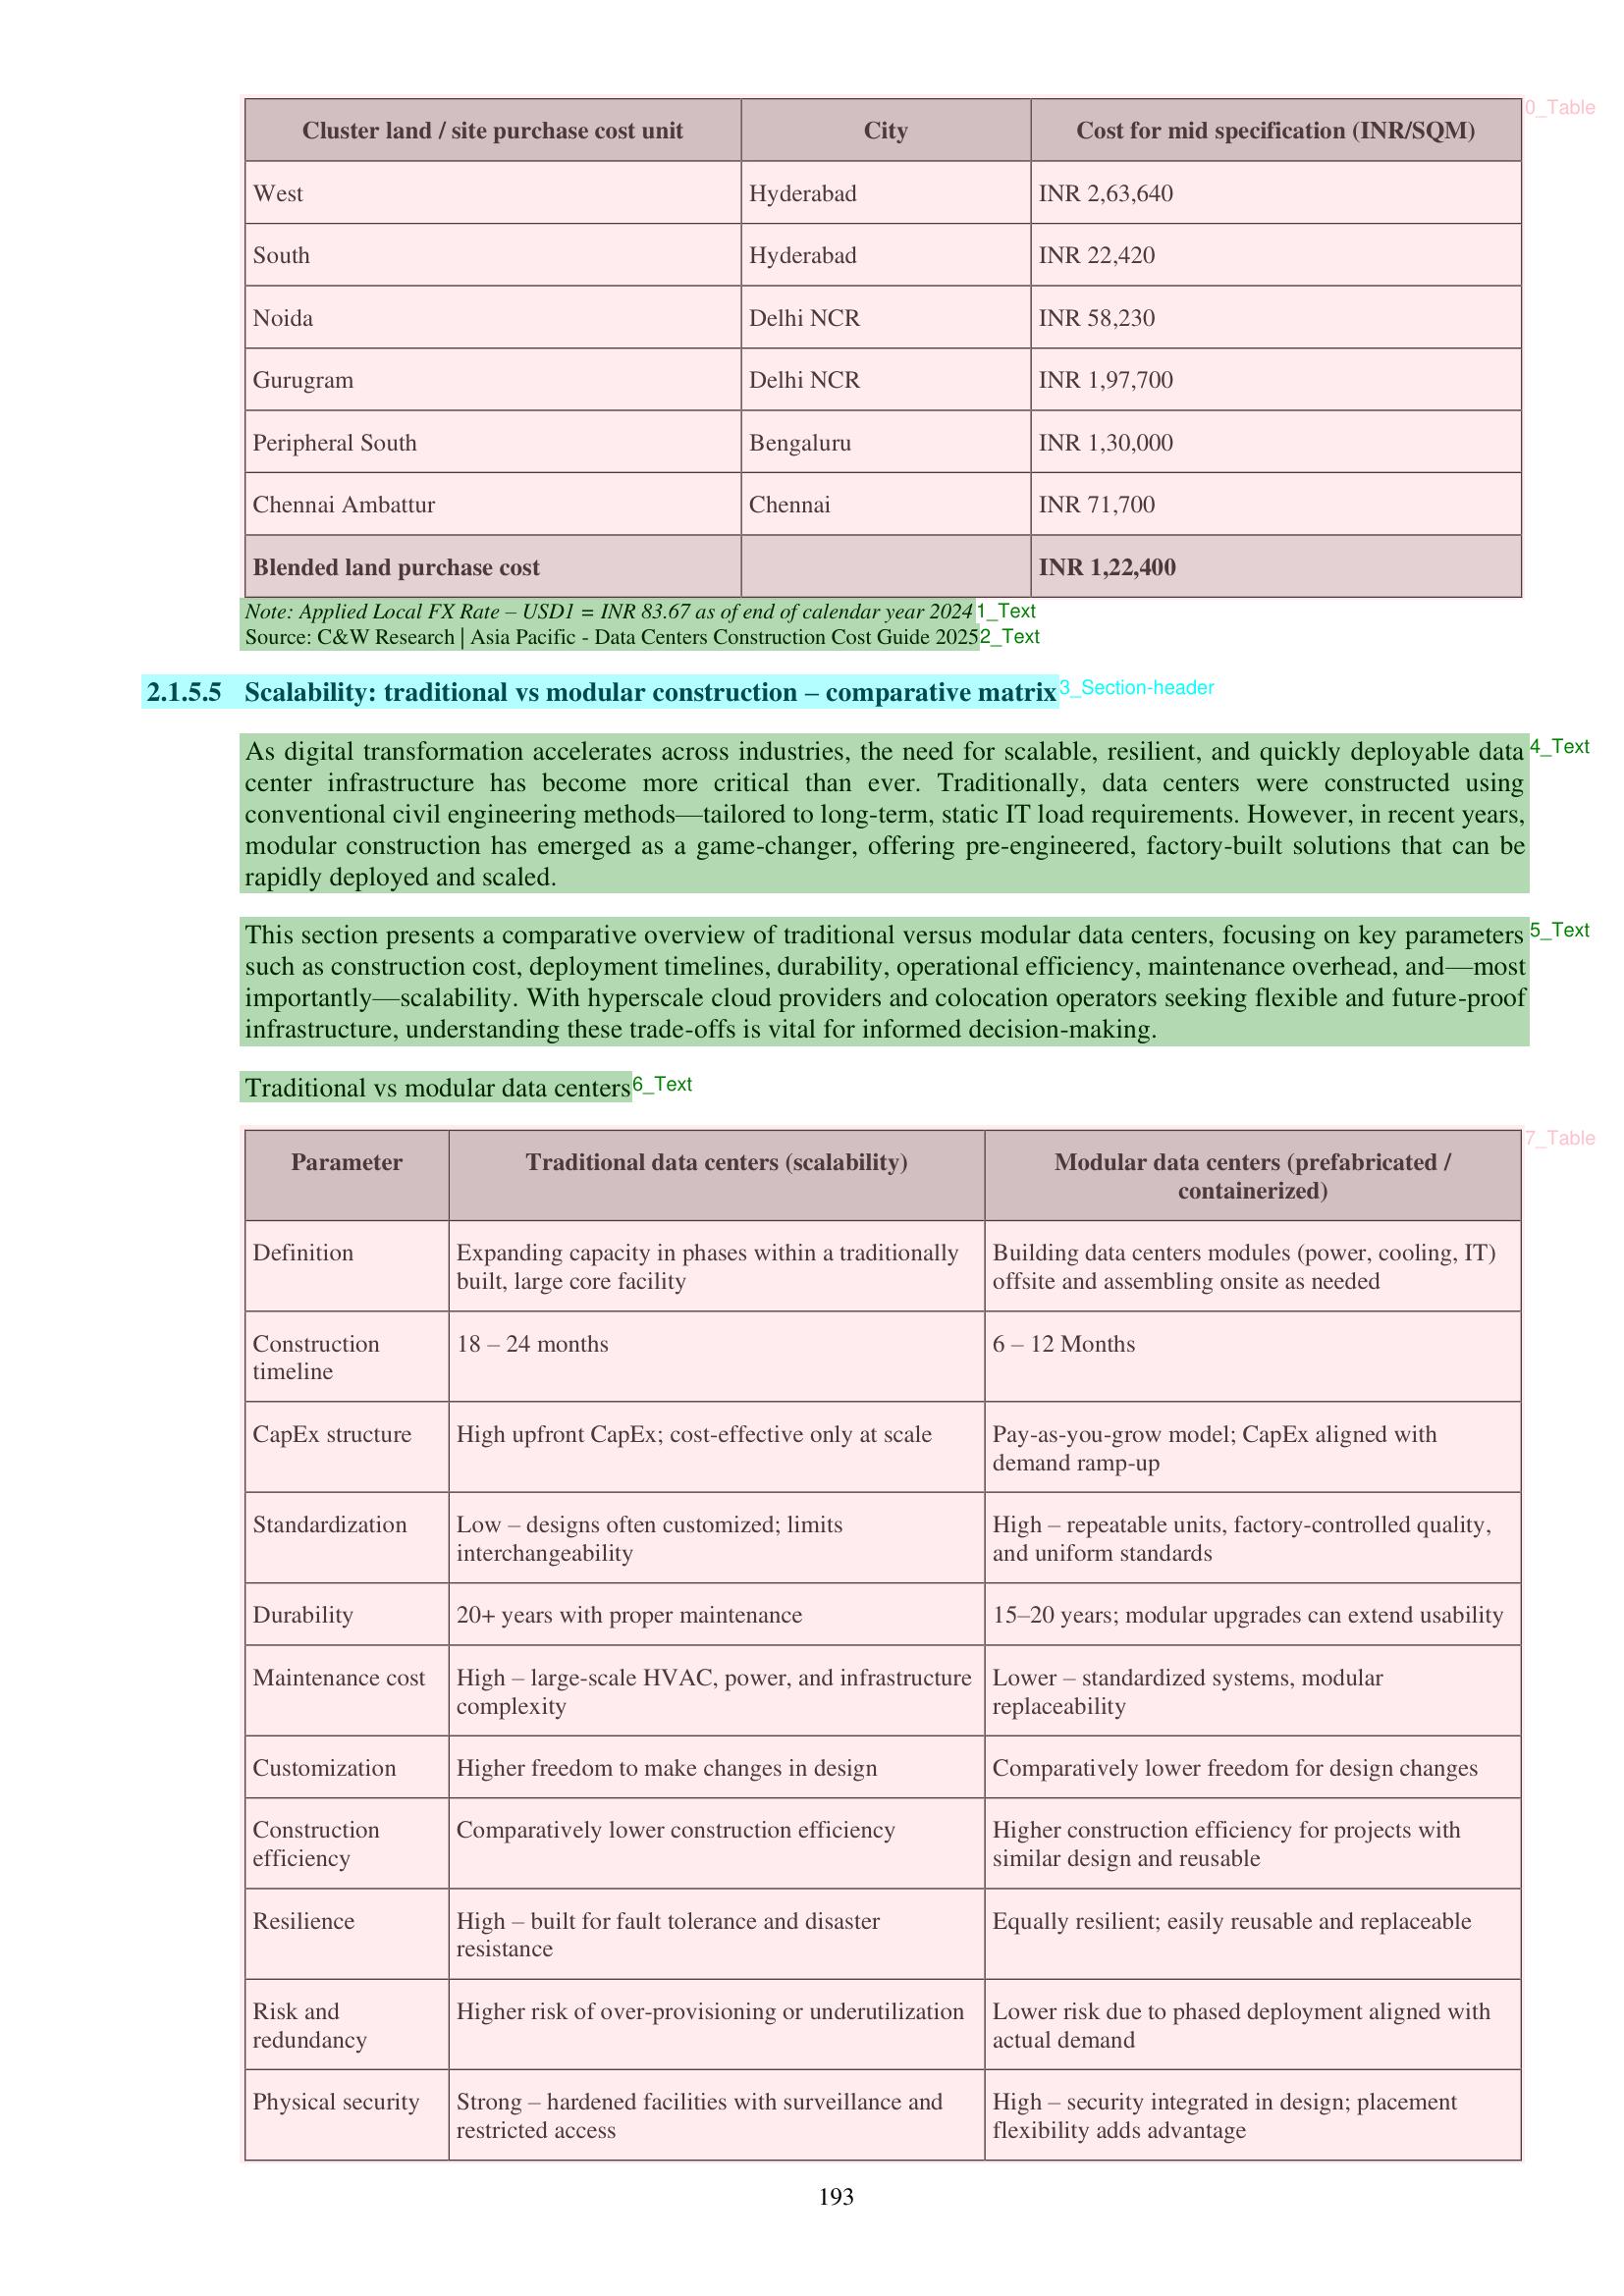 Cluster land / site purchase cost unit City Cost for mid specification (INR/SQM)
0_Table
West Hyderabad INR 2,63,640
South Hyderabad INR 22,420
Noida Delhi NCR INR 58,230
Gurugram Delhi NCR INR 1,97,700
Peripheral South Bengaluru INR 1,30,000
Chennai Ambattur Chennai INR 71,700
Blended land purchase cost INR 1,22,400
Note: Applied Local FX Rate – USD1 = INR 83.67 as of end of calendar year 2024 1_Text
Source: C&W Research | Asia Pacific - Data Centers Construction Cost Guide 2025 2_Text
2.1.5.5 Scalability: traditional vs modular construction – comparative matrix 3_Section-header
As digital transformation accelerates across industries, the need for scalable, resilient, and quickly deployable data 4_Text
center infrastructure has become more critical than ever. Traditionally, data centers were constructed using
conventional civil engineering methods—tailored to long-term, static IT load requirements. However, in recent years,
modular construction has emerged as a game-changer, offering pre-engineered, factory-built solutions that can be
rapidly deployed and scaled.
This section presents a comparative overview of traditional versus modular data centers, focusing on key parameters 5_Text
such as construction cost, deployment timelines, durability, operational efficiency, maintenance overhead, and—most
importantly—scalability. With hyperscale cloud providers and colocation operators seeking flexible and future-proof
infrastructure, understanding these trade-offs is vital for informed decision-making.
Traditional vs modular data centers 6_Text
7_Table
Parameter Traditional data centers (scalability) Modular data centers (prefabricated /
containerized)
Definition Expanding capacity in phases within a traditionally Building data centers modules (power, cooling, IT)
built, large core facility offsite and assembling onsite as needed
Construction 18 – 24 months 6 – 12 Months
timeline
CapEx structure High upfront CapEx; cost-effective only at scale Pay-as-you-grow model; CapEx aligned with
demand ramp-up
Standardization Low – designs often customized; limits High – repeatable units, factory-controlled quality,
interchangeability and uniform standards
Durability 20+ years with proper maintenance 15–20 years; modular upgrades can extend usability
Maintenance cost High – large-scale HVAC, power, and infrastructure Lower – standardized systems, modular
complexity replaceability
Customization Higher freedom to make changes in design Comparatively lower freedom for design changes
Construction Comparatively lower construction efficiency Higher construction efficiency for projects with
efficiency similar design and reusable
Resilience High – built for fault tolerance and disaster Equally resilient; easily reusable and replaceable
resistance
Risk and Higher risk of over-provisioning or underutilization Lower risk due to phased deployment aligned with
redundancy actual demand
Physical security Strong – hardened facilities with surveillance and High – security integrated in design; placement
restricted access flexibility adds advantage
193